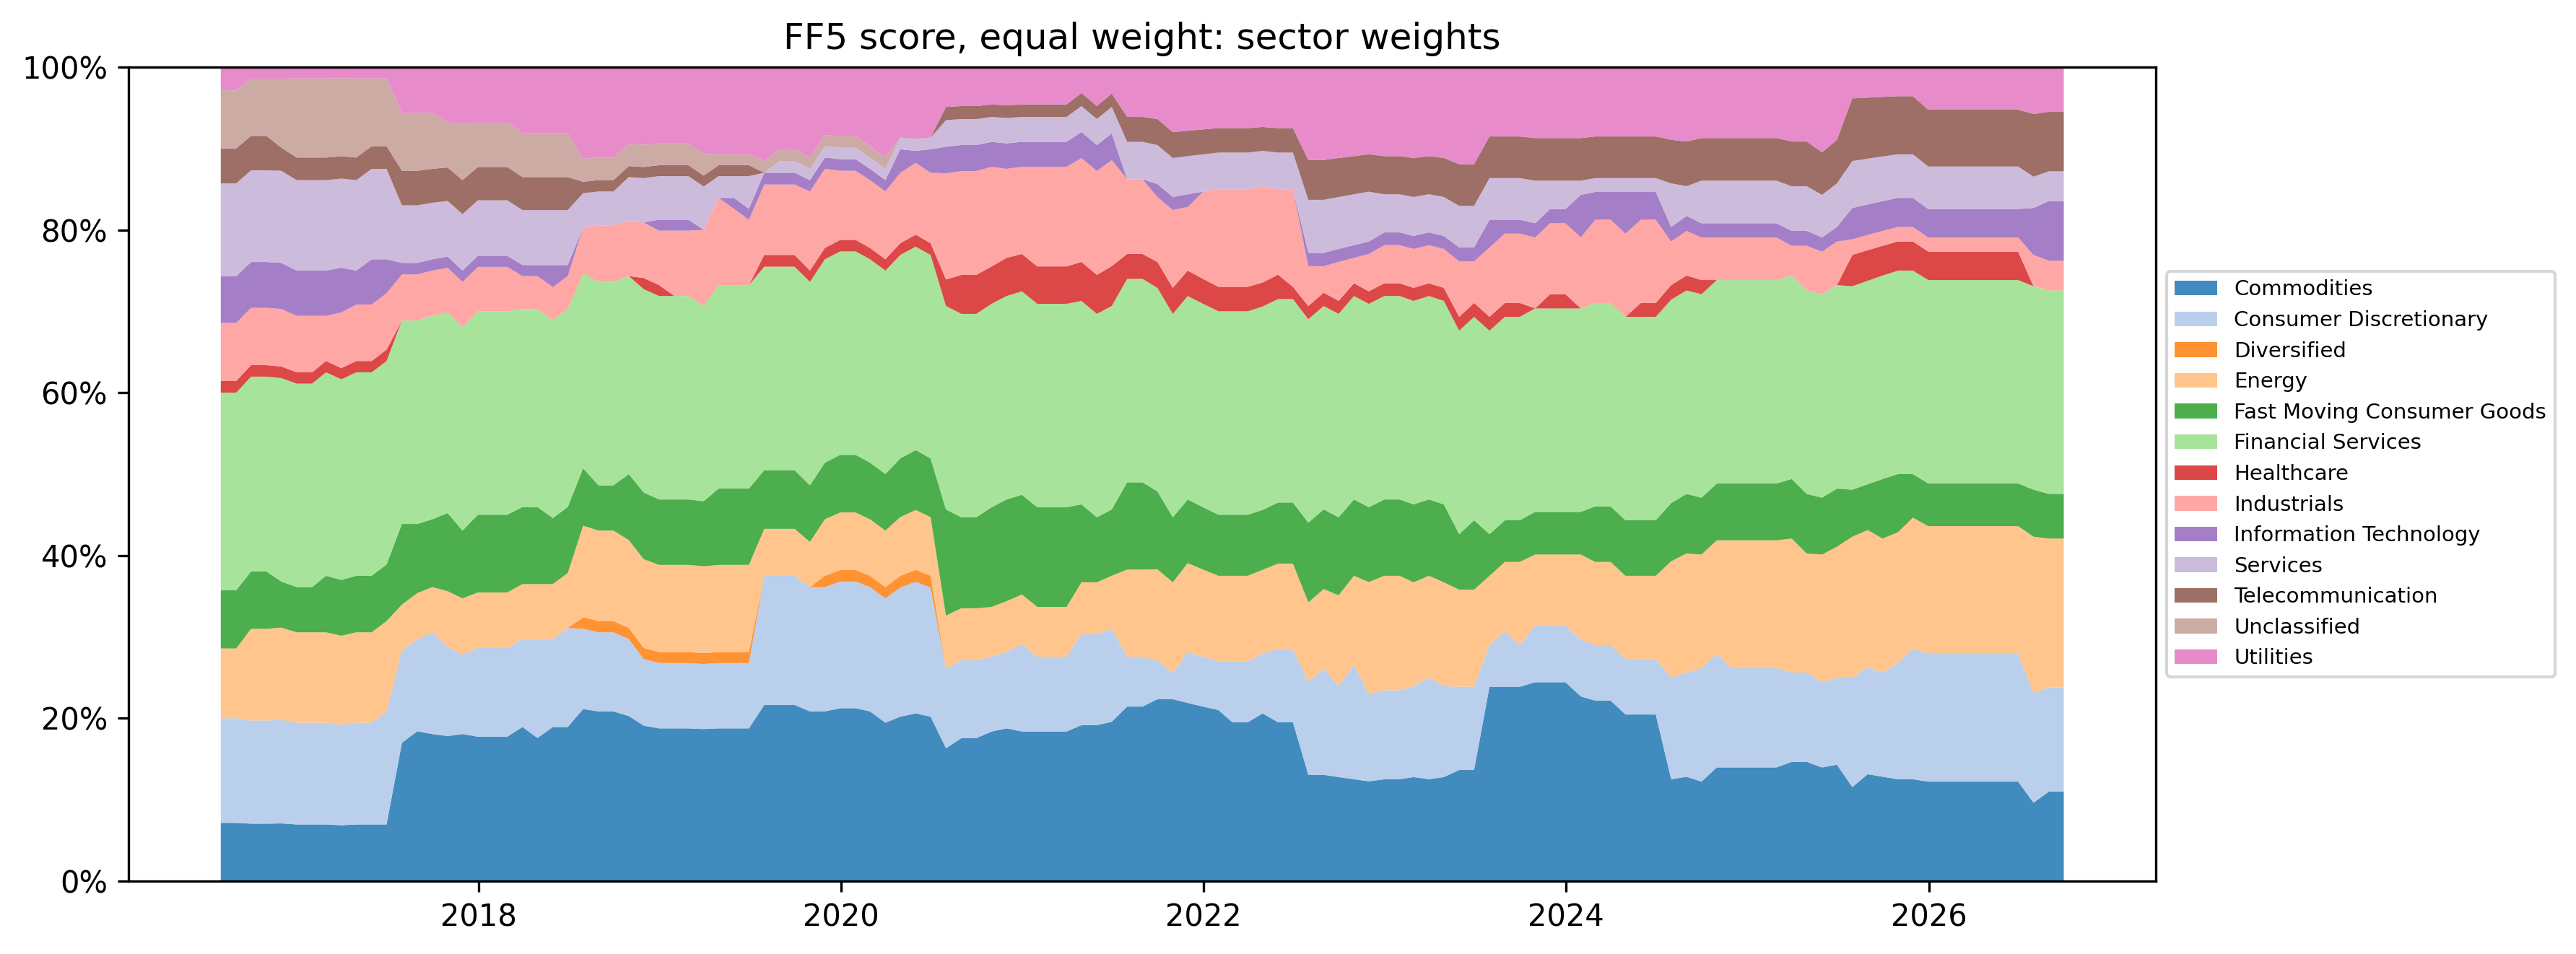 FF5 score, equal weight: sector weights
100%
80%
60%
40%
20%
0%
2018 2020 2022 2024 2026
Commodities
Consumer Discretionary
Diversified
Energy
Fast Moving Consumer Goods
Financial Services
Healthcare
Industrials
Information Technology
Services
Telecommunication
Unclassified
Utilities